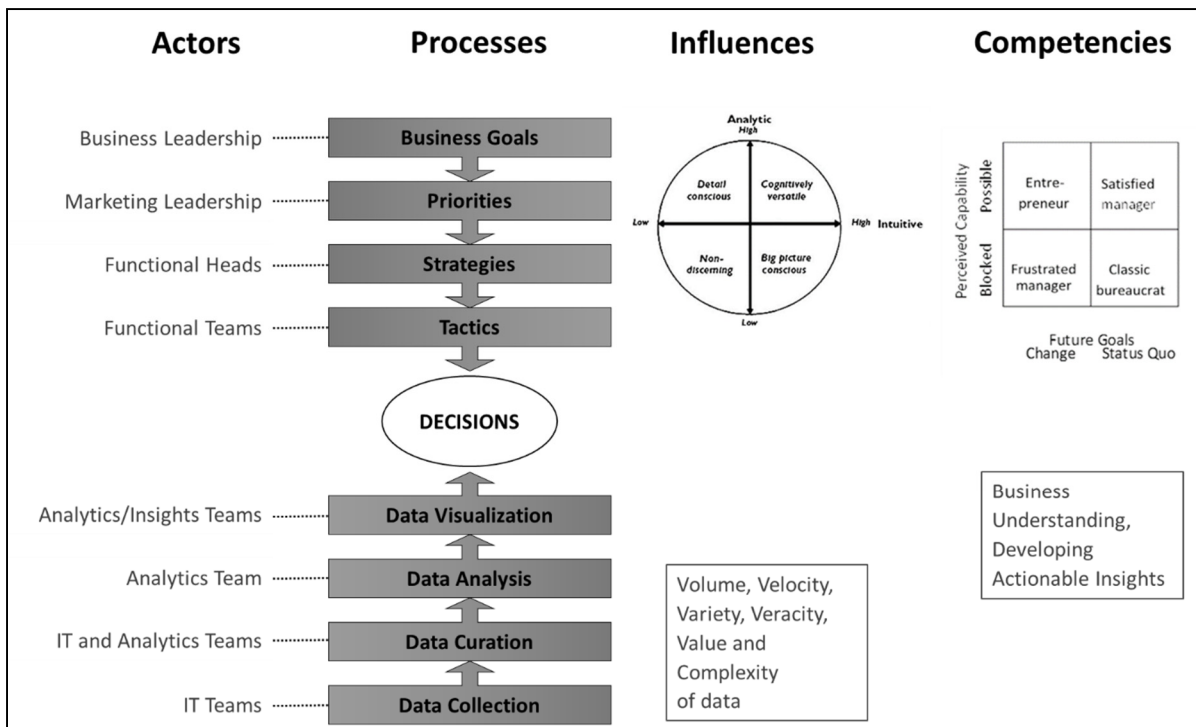 Actors
Processes
Influences
Competencies
Business Leadership
Business Goals
Marketing Leadership
Priorities
Functional Heads
Strategies
Functional Teams
Tactics
DECISIONS
Analytics/Insights Teams
Data Visualization
Analytics Team
Data Analysis
IT and Analytics Teams
Data Curation
IT Teams
Data Collection
Analytic
High
Detail
conscious
Cognitively
versatile
Low
High Intuitive
Non-
discerning
Big picture
conscious
Low
Volume, Velocity,
Variety, Veracity,
Value and
Complexity
of data
Perceived Capability
Blocked
Possible
Entre-
preneur
Satisfied
manager
Frustrated
manager
Classic
bureaucrat
Future Goals
Change
Status Quo
Business
Understanding,
Developing
Actionable Insights